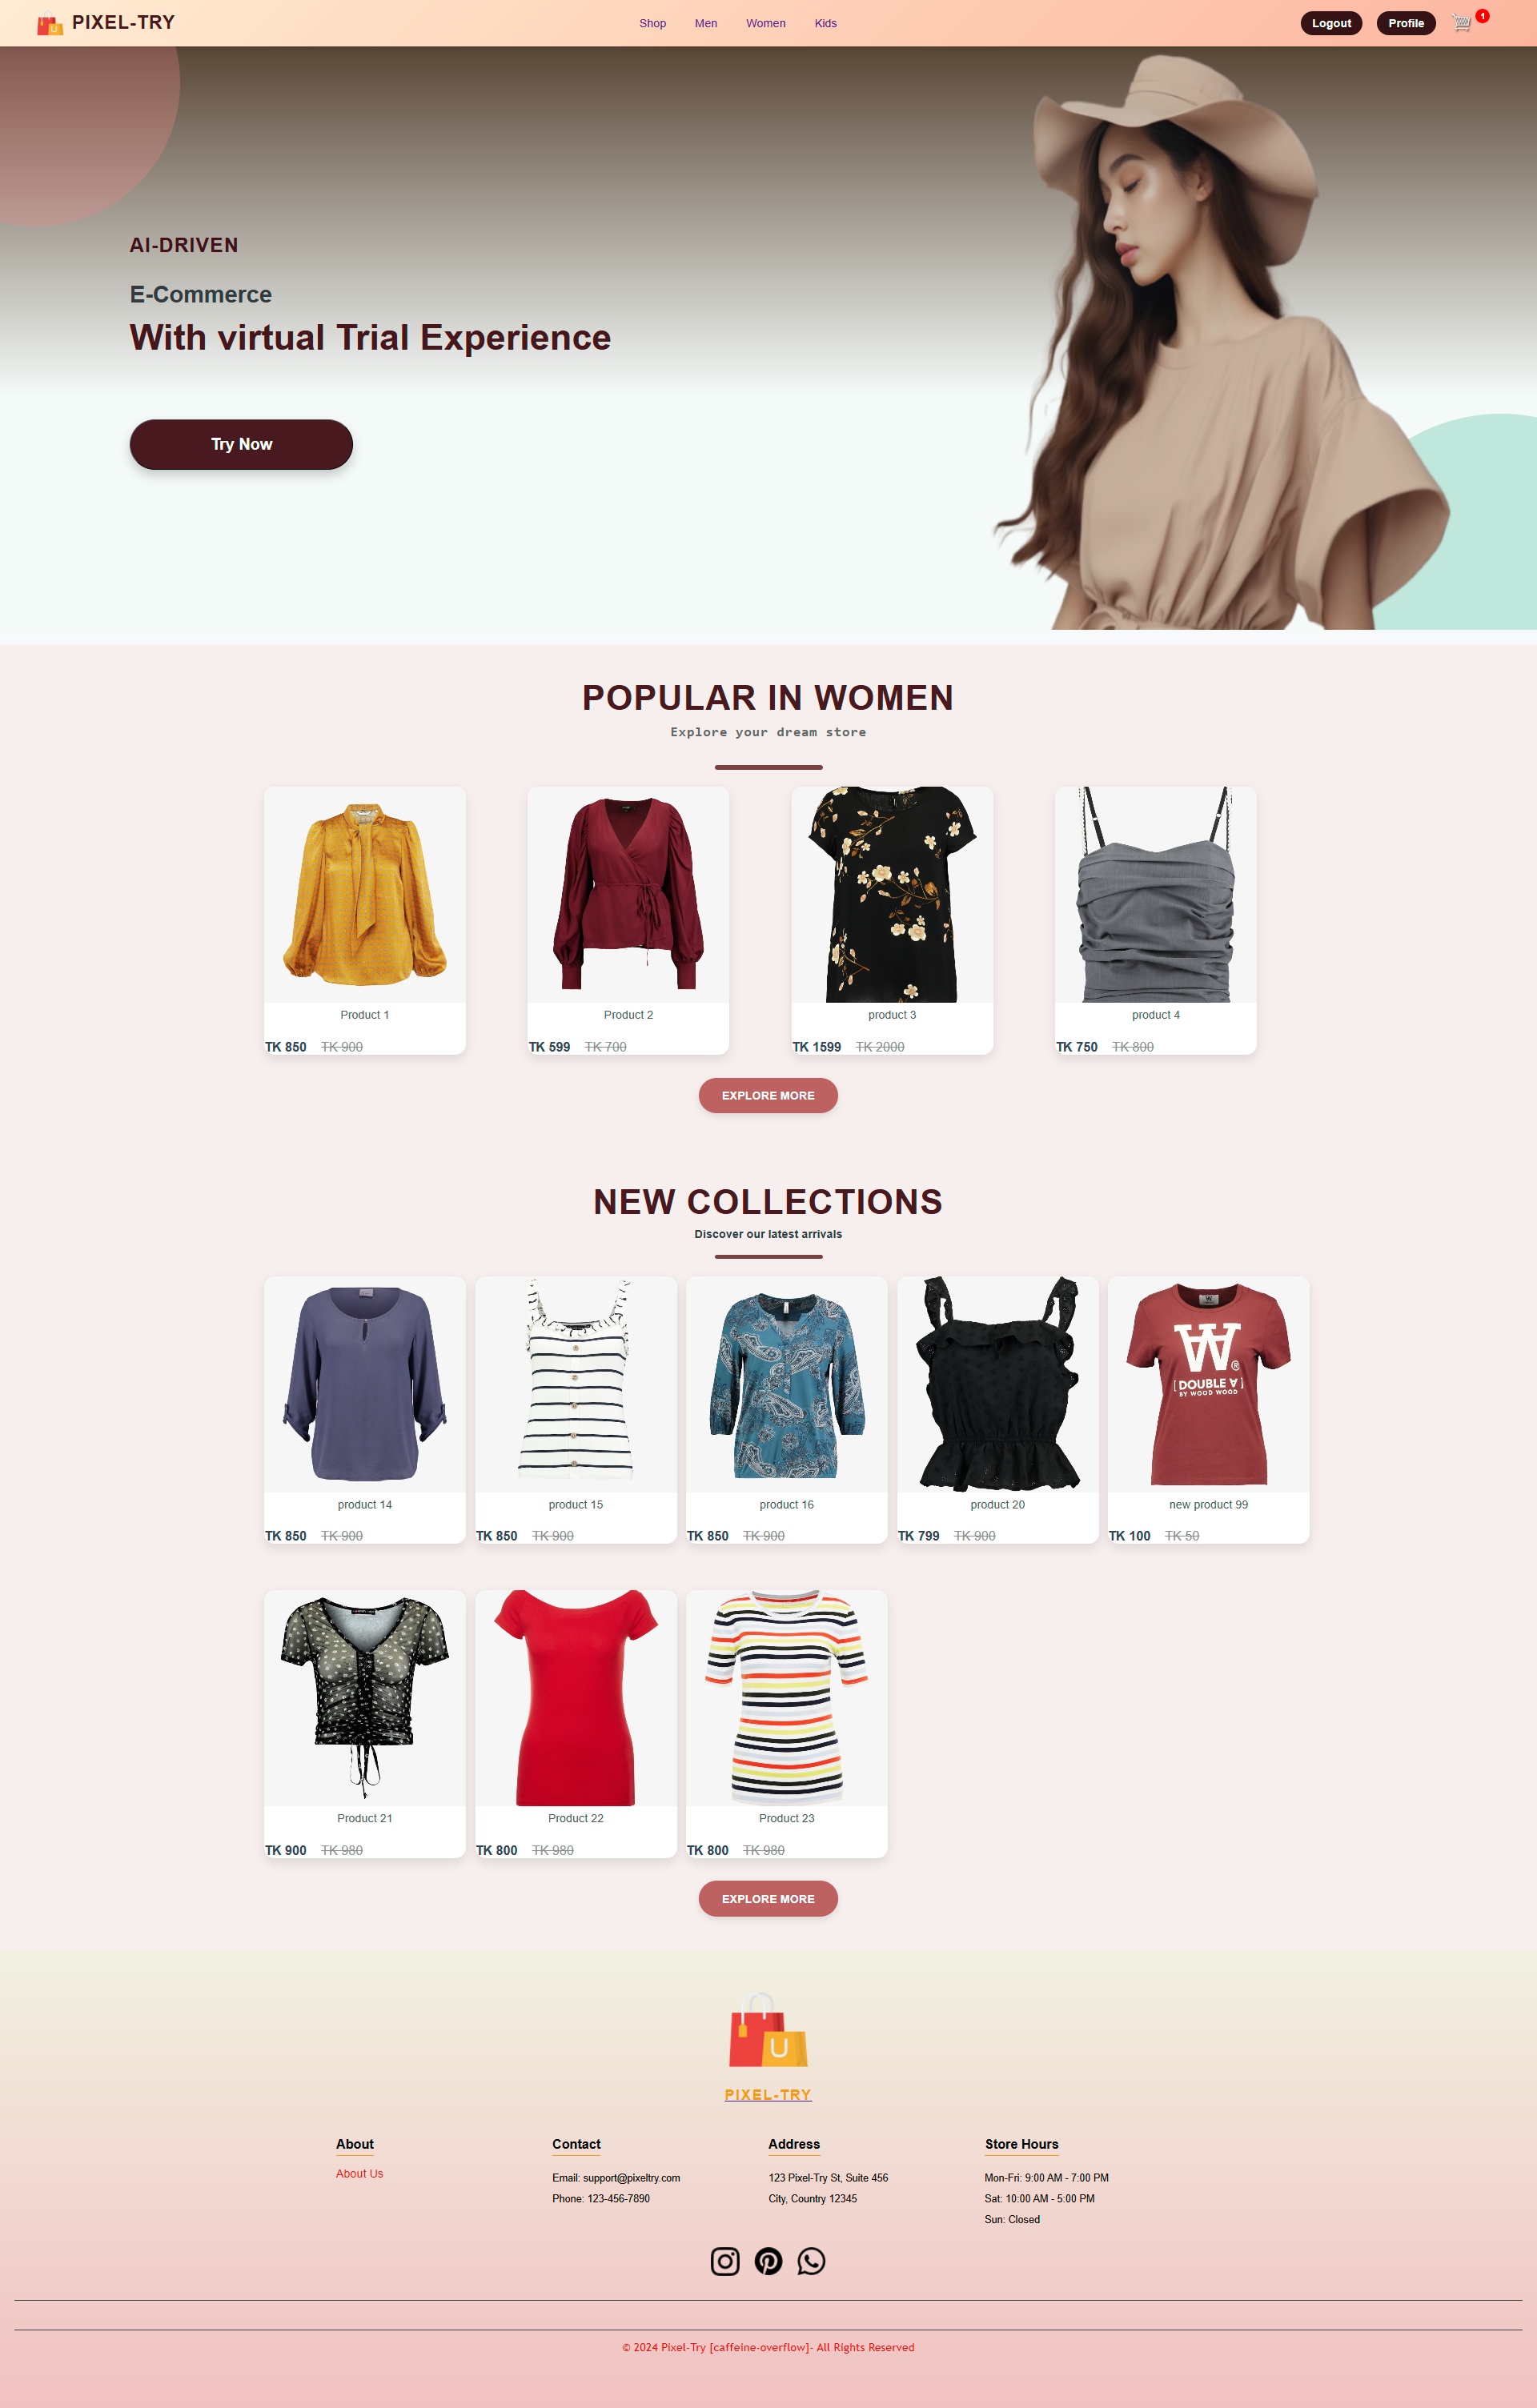 PIXEL-TRY
Shop Men Women Kids
Logout Profile 1
AI-DRIVEN
E-Commerce
With virtual Trial Experience
Try Now
POPULAR IN WOMEN
Explore your dream store
Product 1
TK 850 TK 900
Product 2
TK 599 TK 700
product 3
TK 1599 TK 2000
product 4
TK 750 TK 800
EXPLORE MORE
NEW COLLECTIONS
Discover our latest arrivals
product 14
TK 850 TK 900
product 15
TK 850 TK 900
product 16
TK 850 TK 900
product 20
TK 799 TK 900
W
W®
[DOUBLE A]
BY WOOD WOOD
new product 99
TK 100 TK 50
Product 21
TK 900 TK 980
Product 22
TK 800 TK 980
Product 23
TK 800 TK 980
EXPLORE MORE
U
PIXEL-TRY
About
About Us
Contact
Email: support@pixeltry.com
Phone: 123-456-7890
Address
123 Pixel-Try St, Suite 456
City, Country 12345
Store Hours
Mon-Fri: 9:00 AM - 7:00 PM
Sat: 10:00 AM - 5:00 PM
Sun: Closed
© 2024 Pixel-Try [caffeine-overflow]- All Rights Reserved